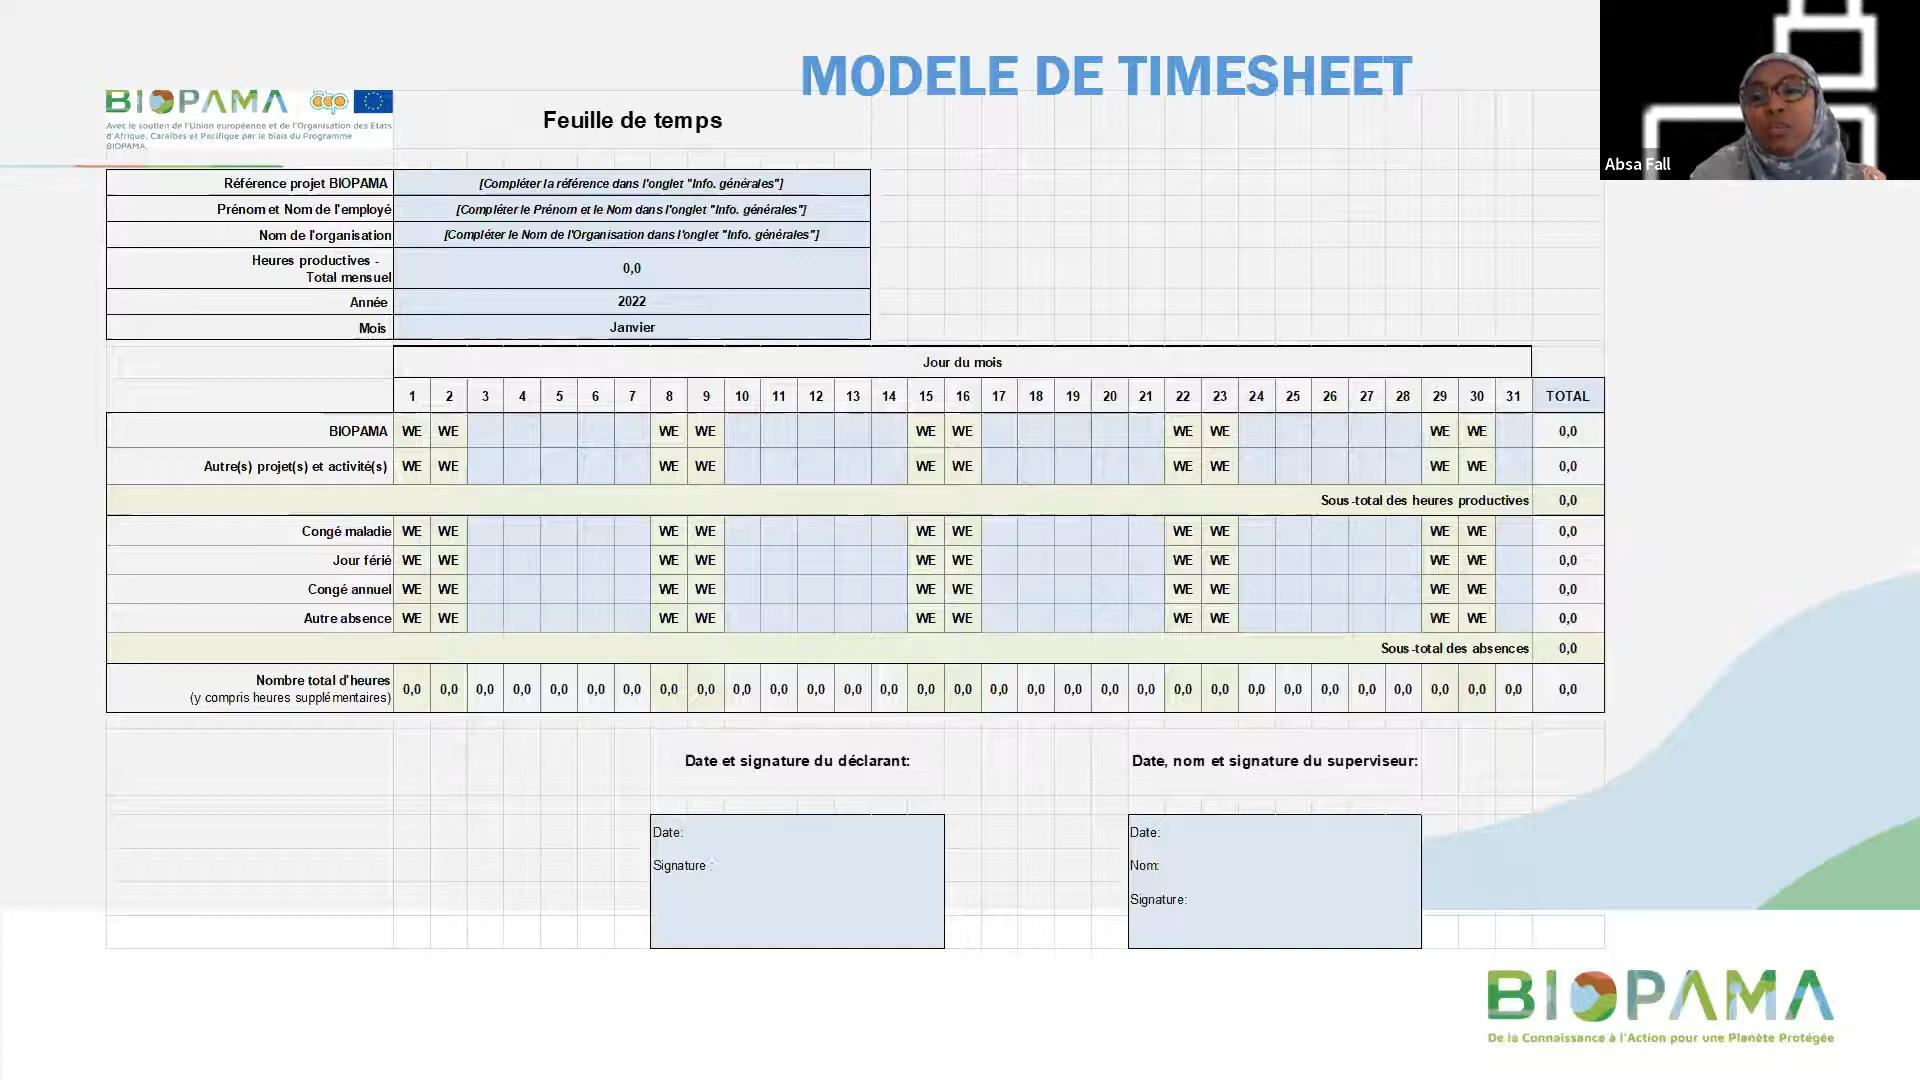 MODELE DE TIMESHEET
Absa Fall
BIOPAMA acp
Avec le soutien de l'Union européenne et de l'Organisation des Etats
d'Afrique, Caraïbes et Pacifique par le biais du Programme
BIOPAMA.
Feuille de temps
Référence projet BIOPAMA [Compléter la référence dans l'onglet "Info. générales"]
Prénom et Nom de l'employé [Compléter le Prénom et le Nom dans l'onglet "Info. générales"]
Nom de l'organisation [Compléter le Nom de l'Organisation dans l'onglet "Info. générales"]
Heures productives -
Total mensuel 0,0
Année 2022
Mois Janvier
Jour du mois
1 2 3 4 5 6 7 8 9 10 11 12 13 14 15 16 17 18 19 20 21 22 23 24 25 26 27 28 29 30 31 TOTAL
BIOPAMA WE WE WE WE WE WE WE WE WE WE 0,0
Autre(s) projet(s) et activité(s) WE WE WE WE WE WE WE WE WE WE 0,0
Sous-total des heures productives 0,0
Congé maladie WE WE WE WE WE WE WE WE WE WE 0,0
Jour férié WE WE WE WE WE WE WE WE WE WE 0,0
Congé annuel WE WE WE WE WE WE WE WE WE WE 0,0
Autre absence WE WE WE WE WE WE WE WE WE WE 0,0
Sous-total des absences 0,0
Nombre total d'heures
(y compris heures supplémentaires) 0,0 0,0 0,0 0,0 0,0 0,0 0,0 0,0 0,0 0,0 0,0 0,0 0,0 0,0 0,0 0,0 0,0 0,0 0,0 0,0 0,0 0,0 0,0 0,0 0,0 0,0 0,0 0,0 0,0 0,0 0,0 0,0
Date et signature du déclarant: Date, nom et signature du superviseur:
Date:
Signature :
Date:
Nom:
Signature:
BIOPAMA
De la Connaissance à l'Action pour une Planète Protégée